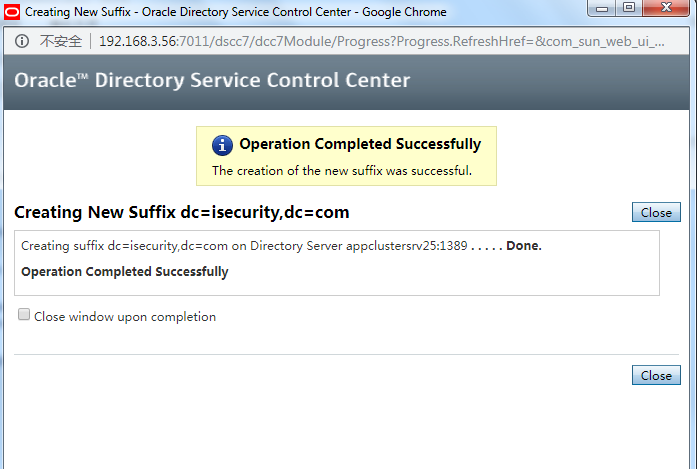 Creating New Suffix - Oracle Directory Service Control Center - Google Chrome
不安全 192.168.3.56:7011/dscc7/dcc7Module/Progress?Progress.RefreshHref=&com_sun_web_ui_...
Oracle™ Directory Service Control Center
Operation Completed Successfully
The creation of the new suffix was successful.
Creating New Suffix dc=isecurity,dc=com
Close
Creating suffix dc=isecurity,dc=com on Directory Server appclustersrv25:1389 . . . . . Done.
Operation Completed Successfully
Close window upon completion
Close